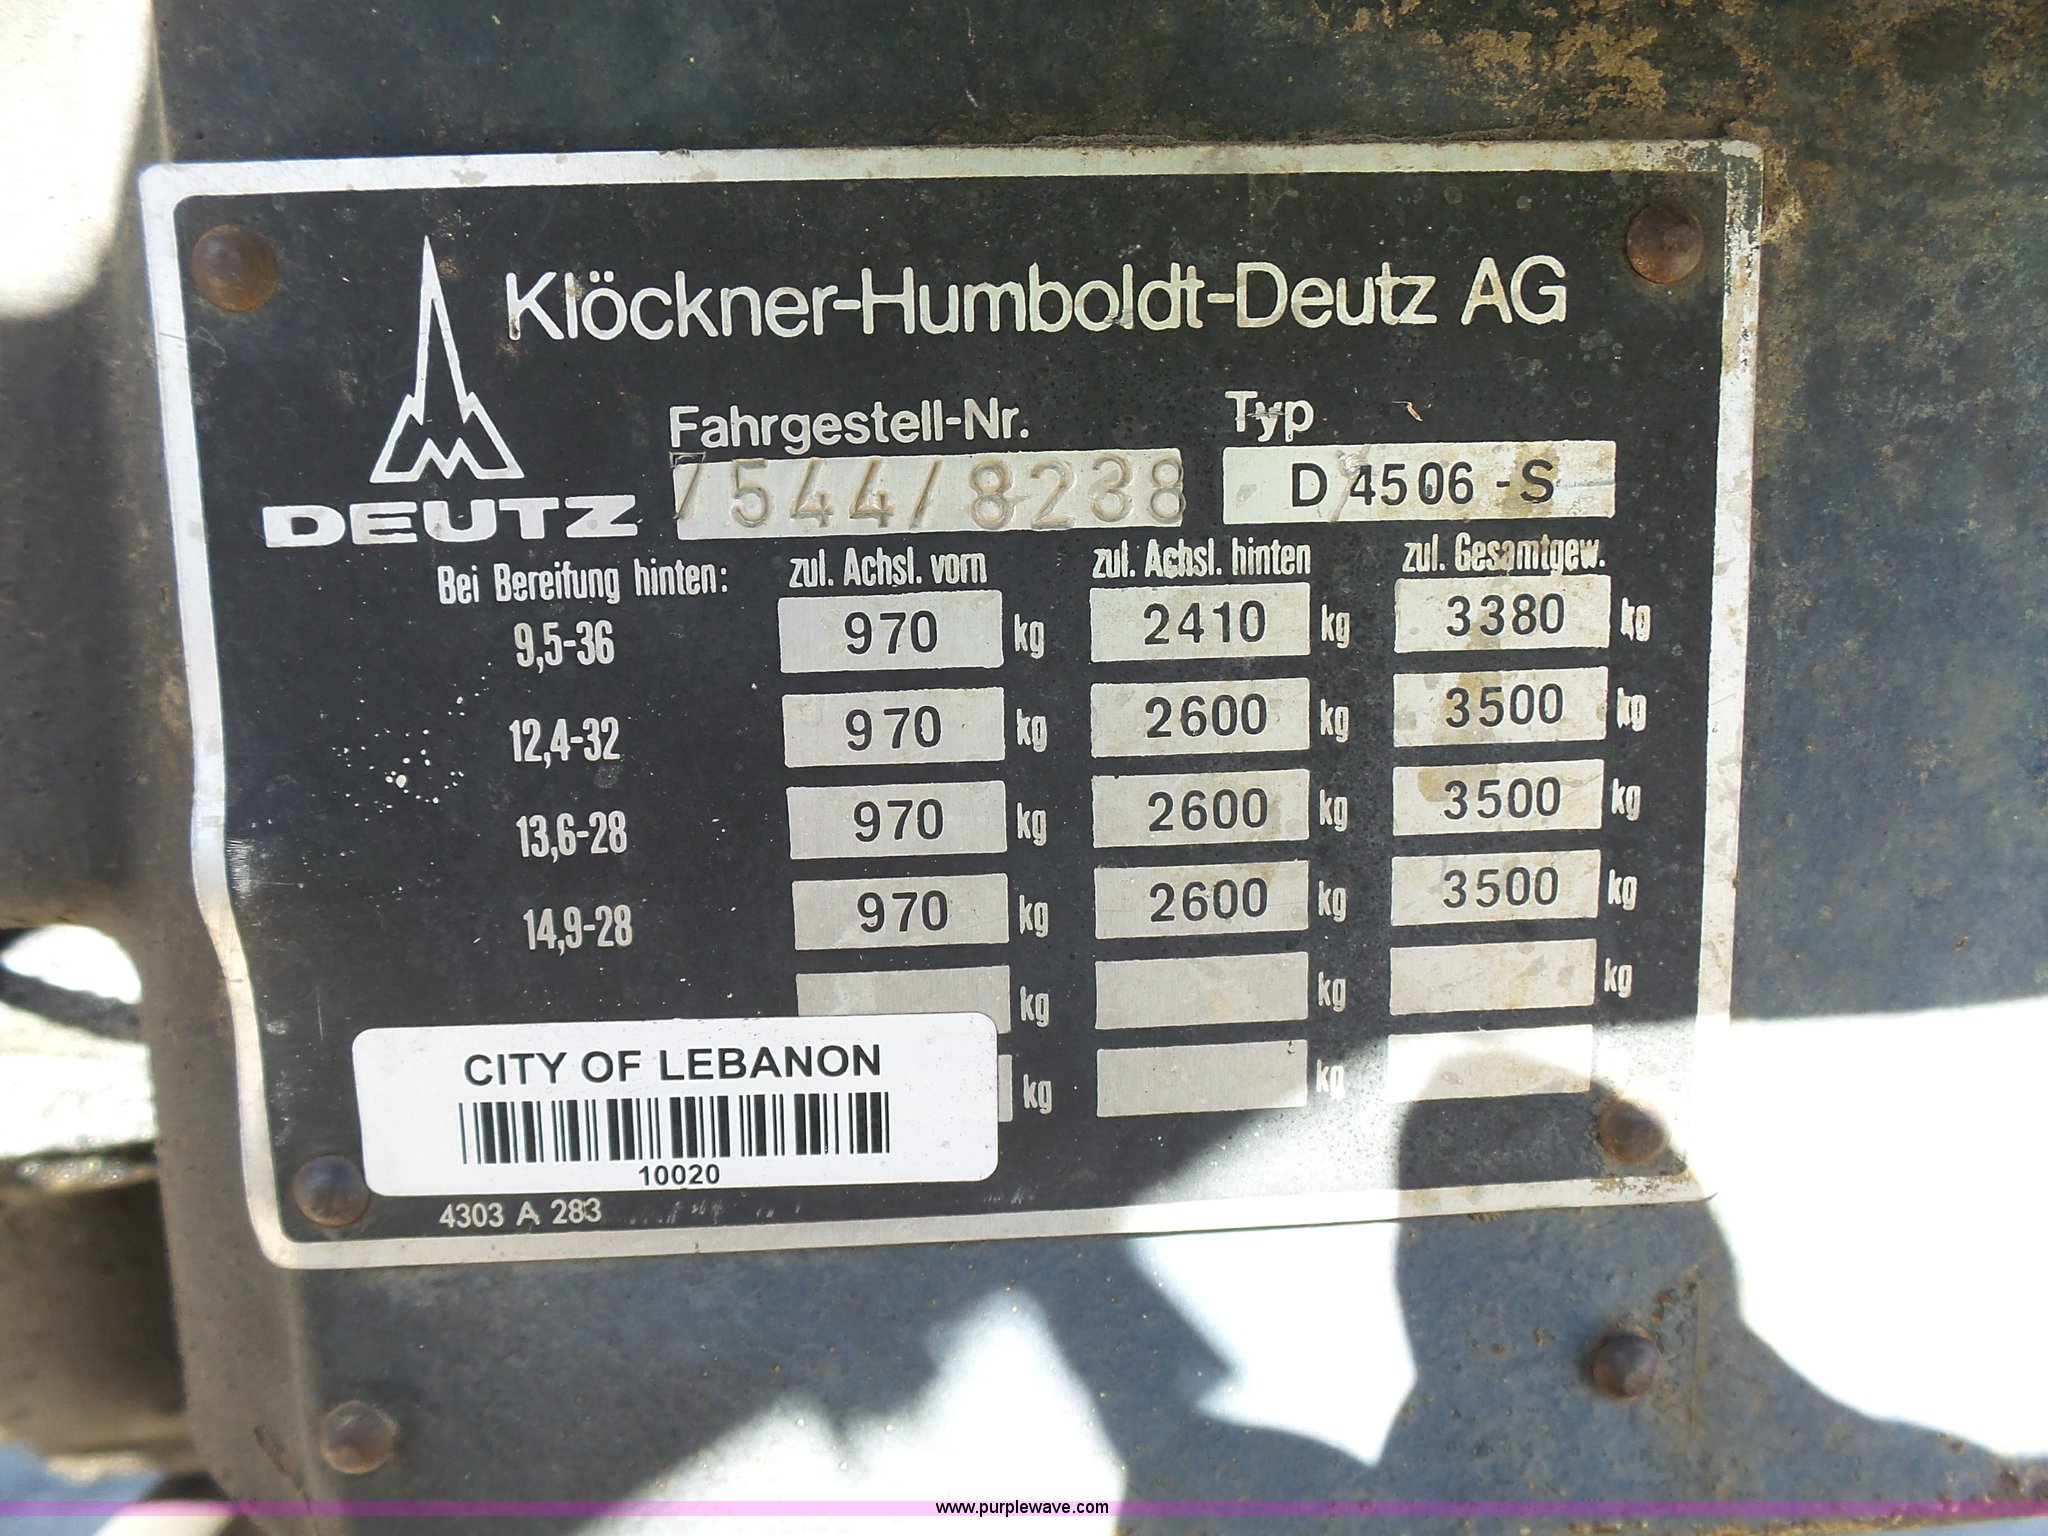 Klöckner-Humboldt-Deutz AG
DEUTZ
Fahrgestell-Nr. Typ
7544/8238 D 4506 -S
Bei Bereifung hinten: zul. Achsl. vorn zul. Achsl. hinten zul. Gesamtgew.
9,5-36 970 kg 2410 kg 3380 kg
12,4-32 970 kg 2600 kg 3500 kg
13,6-28 970 kg 2600 kg 3500 kg
14,9-28 970 kg 2600 kg 3500 kg
kg kg kg
kg kg
CITY OF LEBANON
10020
4303 A 283
www.purplewave.com